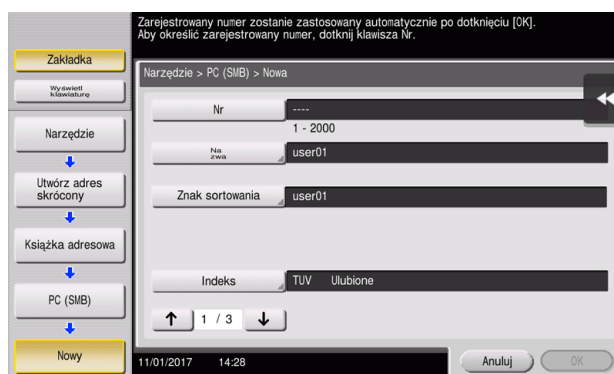 Zarejestrowany numer zostanie zastosowany automatycznie po dotknięciu [OK].
Aby określić zarejestrowany numer, dotknij klawisza Nr.
Zakładka
Wyświetl
klawiaturę
Narzędzie
Utwórz adres
skrócony
Książka adresowa
PC (SMB)
Nowy
Narzędzie > PC (SMB) > Nowa
Nr
----
1 - 2000
Na
zwa
user01
Znak sortowania
user01
Indeks
TUV Ulubione
1 / 3
11/01/2017 14:28
Anuluj
OK